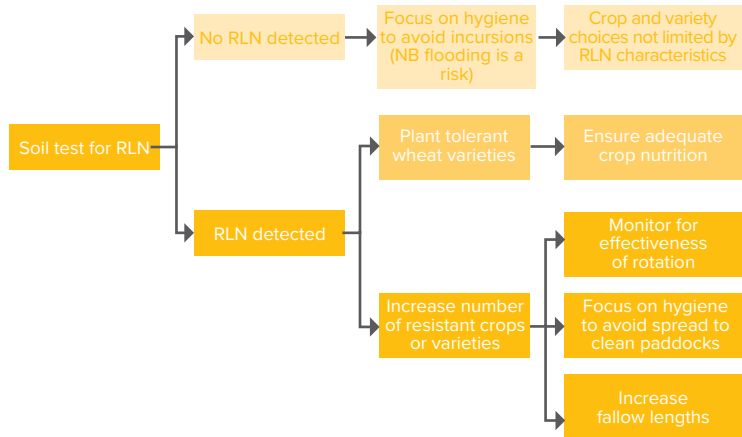 Soil test for RLN
No RLN detected
Focus on hygiene
to avoid incursions
(NB flooding is a
risk)
Crop and variety
choices not limited by
RLN characteristics
RLN detected
Plant tolerant
wheat varieties
Ensure adequate
crop nutrition
Increase number
of resistant crops
or varieties
Monitor for
effectiveness
of rotation
Focus on hygiene
to avoid spread to
clean paddocks
Increase
fallow lengths